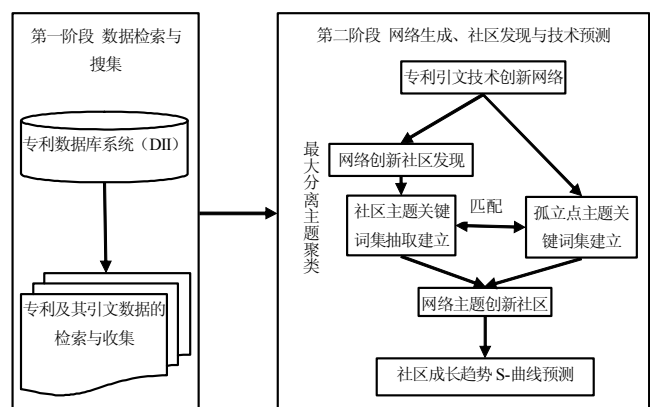 第一阶段 数据检索与
搜集
专利数据库系统（DII）
专利及其引文数据的
检索与收集
第二阶段 网络生成、社区发现与技术预测
专利引文技术创新网络
最大分离主题聚类
网络创新社区发现
社区主题关键
词集抽取建立
匹配
孤立点主题关
键词集建立
网络主题创新社区
社区成长趋势 S-曲线预测